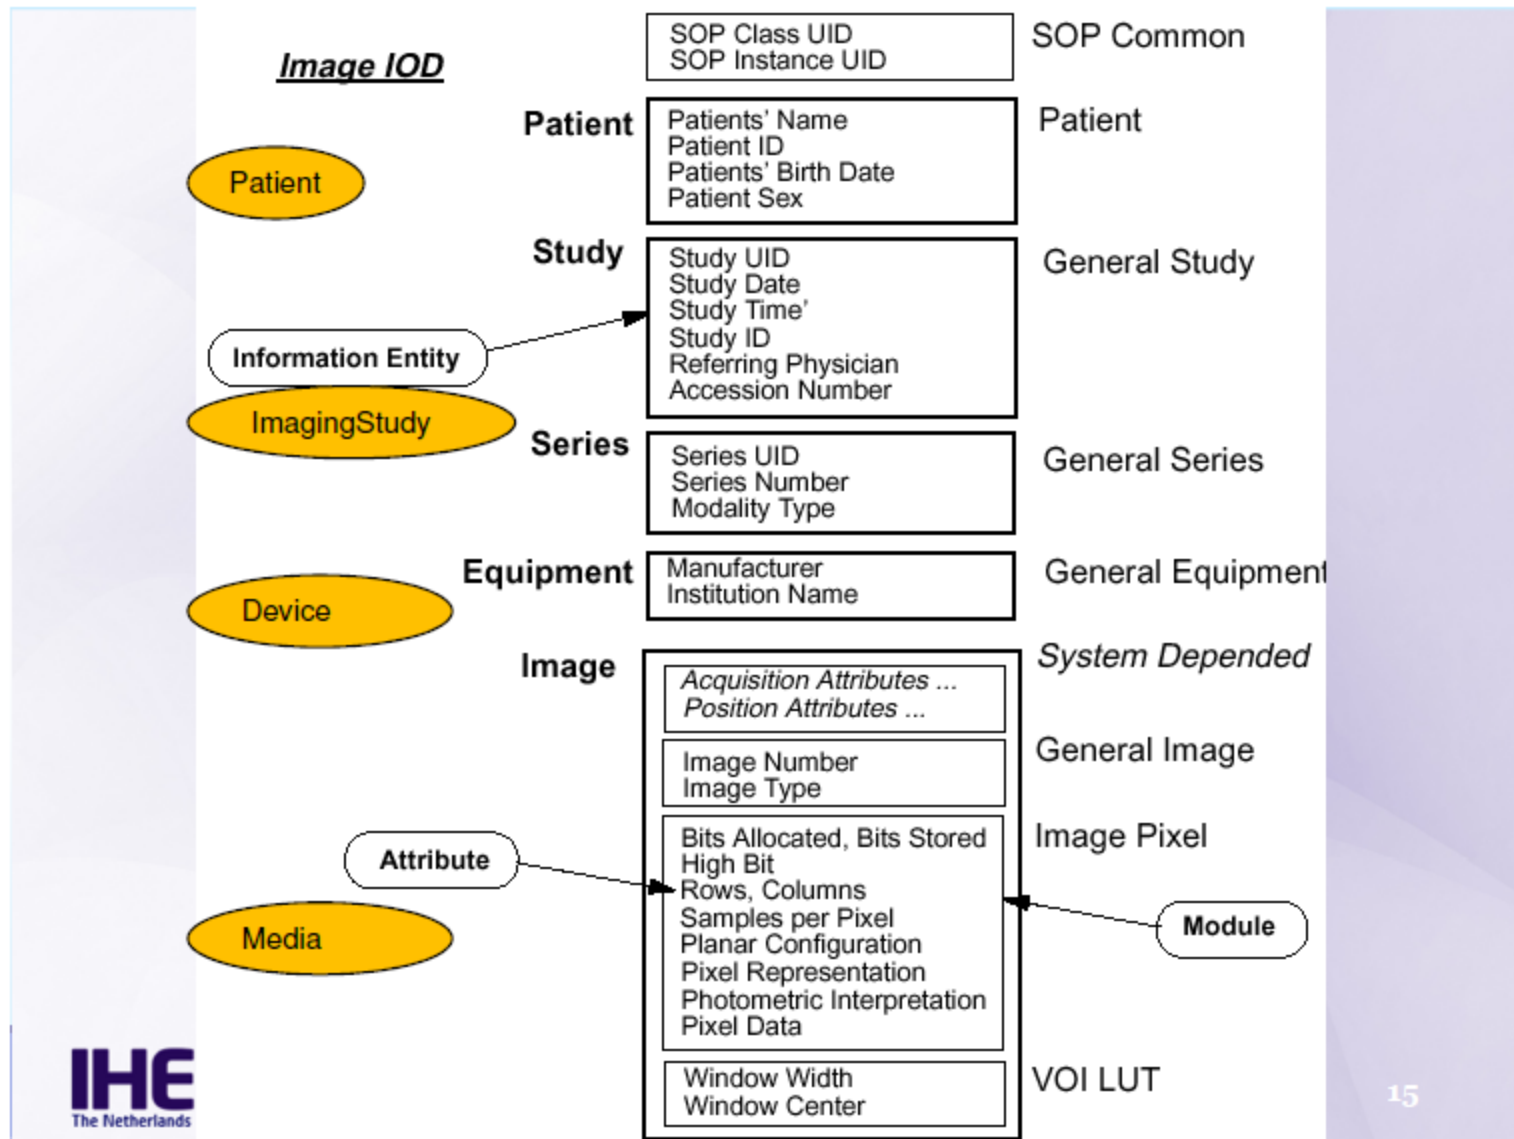 Image IOD
SOP Class UID
SOP Instance UID
SOP Common
Patient
Patients' Name
Patient ID
Patients' Birth Date
Patient Sex
Patient
Patient
Study
Study UID
Study Date
Study Time'
Study ID
Referring Physician
Accession Number
General Study
Information Entity
ImagingStudy
Series
Series UID
Series Number
Modality Type
General Series
Equipment
Manufacturer
Institution Name
General Equipment
Device
Image
Acquisition Attributes ...
Position Attributes ...
System Depended
Image Number
Image Type
General Image
Attribute
Bits Allocated, Bits Stored
High Bit
Rows, Columns
Samples per Pixel
Planar Configuration
Pixel Representation
Photometric Interpretation
Pixel Data
Image Pixel
Module
Media
Window Width
Window Center
VOI LUT
IHE
The Netherlands
15